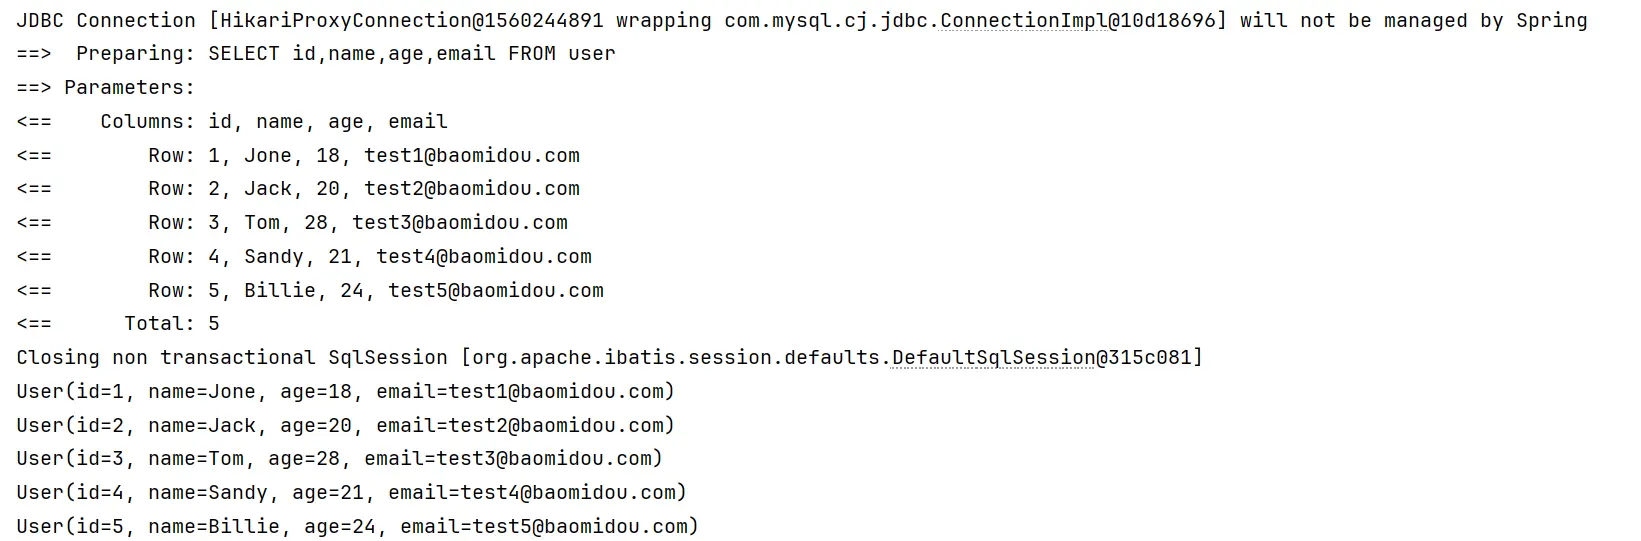 JDBC Connection [HikariProxyConnection@1560244891 wrapping com.mysql.cj.jdbc.ConnectionImpl@10d18696] will not be managed by Spring
==>  Preparing: SELECT id,name,age,email FROM user
==> Parameters:
<==    Columns: id, name, age, email
<==        Row: 1, Jone, 18, test1@baomidou.com
<==        Row: 2, Jack, 20, test2@baomidou.com
<==        Row: 3, Tom, 28, test3@baomidou.com
<==        Row: 4, Sandy, 21, test4@baomidou.com
<==        Row: 5, Billie, 24, test5@baomidou.com
<==      Total: 5
Closing non transactional SqlSession [org.apache.ibatis.session.defaults.DefaultSqlSession@315c081]
User(id=1, name=Jone, age=18, email=test1@baomidou.com)
User(id=2, name=Jack, age=20, email=test2@baomidou.com)
User(id=3, name=Tom, age=28, email=test3@baomidou.com)
User(id=4, name=Sandy, age=21, email=test4@baomidou.com)
User(id=5, name=Billie, age=24, email=test5@baomidou.com)